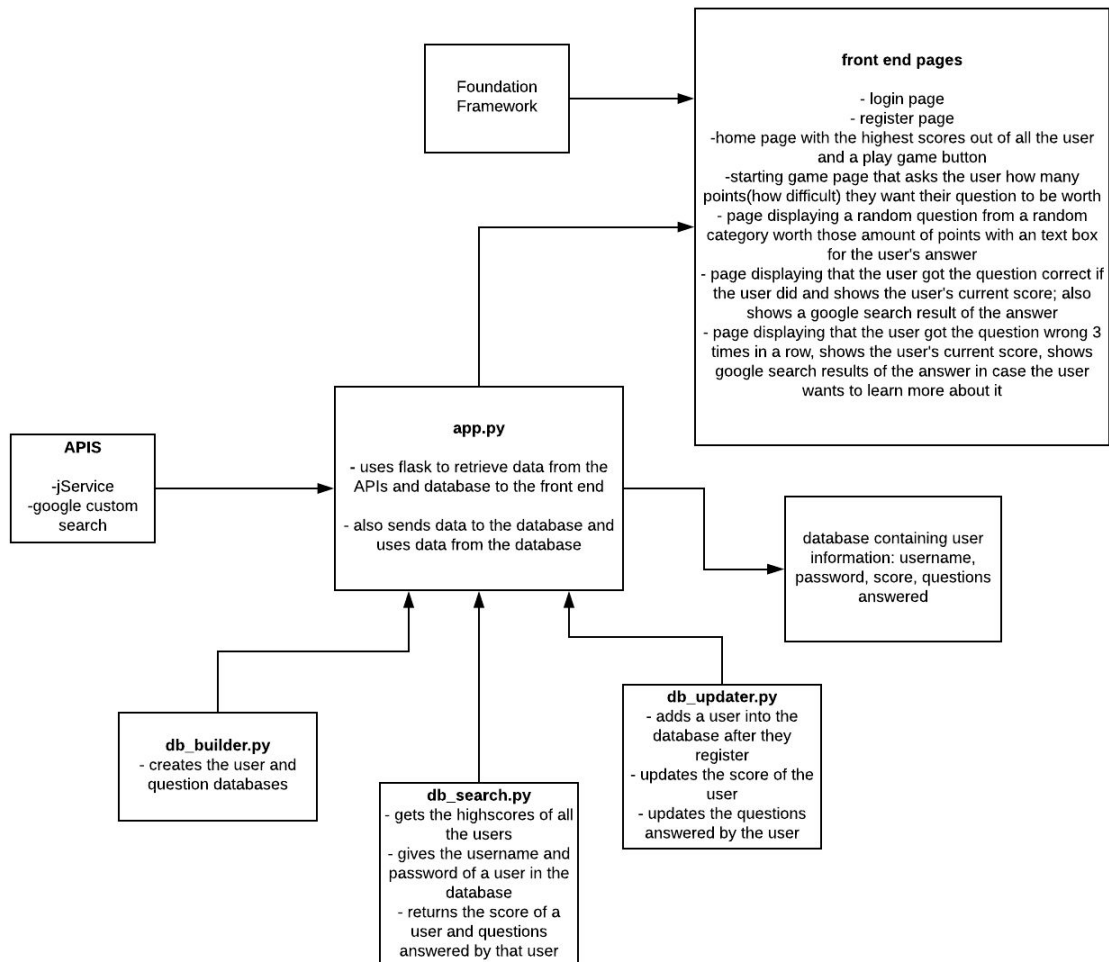 Foundation
Framework
front end pages
- login page
- register page
-home page with the highest scores out of all the user
and a play game button
-starting game page that asks the user how many
points(how difficult) they want their question to be worth
- page displaying a random question from a random
category worth those amount of points with an text box
for the user's answer
- page displaying that the user got the question correct if
the user did and shows the user's current score; also
shows a google search result of the answer
- page displaying that the user got the question wrong 3
times in a row, shows the user's current score, shows
google search results of the answer in case the user
wants to learn more about it
APIS
-jService
-google custom
search
app.py
- uses flask to retrieve data from the
APIs and database to the front end
- also sends data to the database and
uses data from the database
database containing user
information: username,
password, score, questions
answered
db_builder.py
- creates the user and
question databases
db_search.py
- gets the highscores of all
the users
- gives the username and
password of a user in the
database
- returns the score of a
user and questions
answered by that user
db_updater.py
- adds a user into the
database after they
register
- updates the score of the
user
- updates the questions
answered by the user